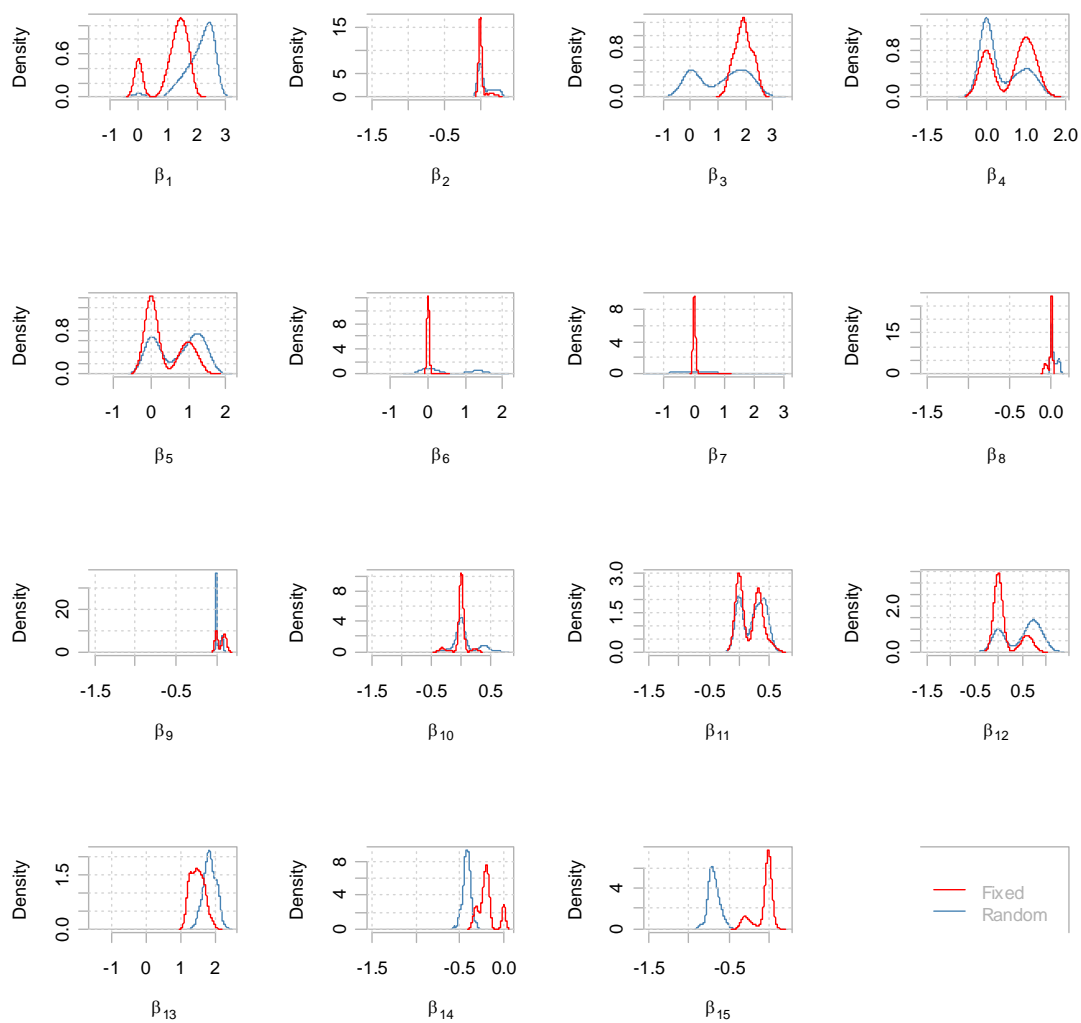 Density
0.0 0.6
-1 0 1 2 3
β1
Density
0 5 15
-1.5 -0.5
β2
Density
0.0 0.8
-1 0 1 2 3
β3
Density
0.0 0.8
-1.5 0.0 1.0 2.0
β4
Density
0.0 0.8
-1 0 1 2
β5
Density
0 4 8
-1 0 1 2
β6
Density
0 4 8
-1 0 1 2 3
β7
Density
0 15
-1.5 -0.5 0.0
β8
Density
0 20
-1.5 -0.5
β9
Density
0 4 8
-1.5 -0.5 0.5
β10
Density
0.0 1.5 3.0
-1.5 -0.5 0.5
β11
Density
0.0 2.0
-1.5 -0.5 0.5
β12
Density
0.0 1.5
-1 0 1 2
β13
Density
0 4 8
-1.5 -0.5 0.0
β14
Density
0 4
-1.5 -0.5
β15
Fixed
Random